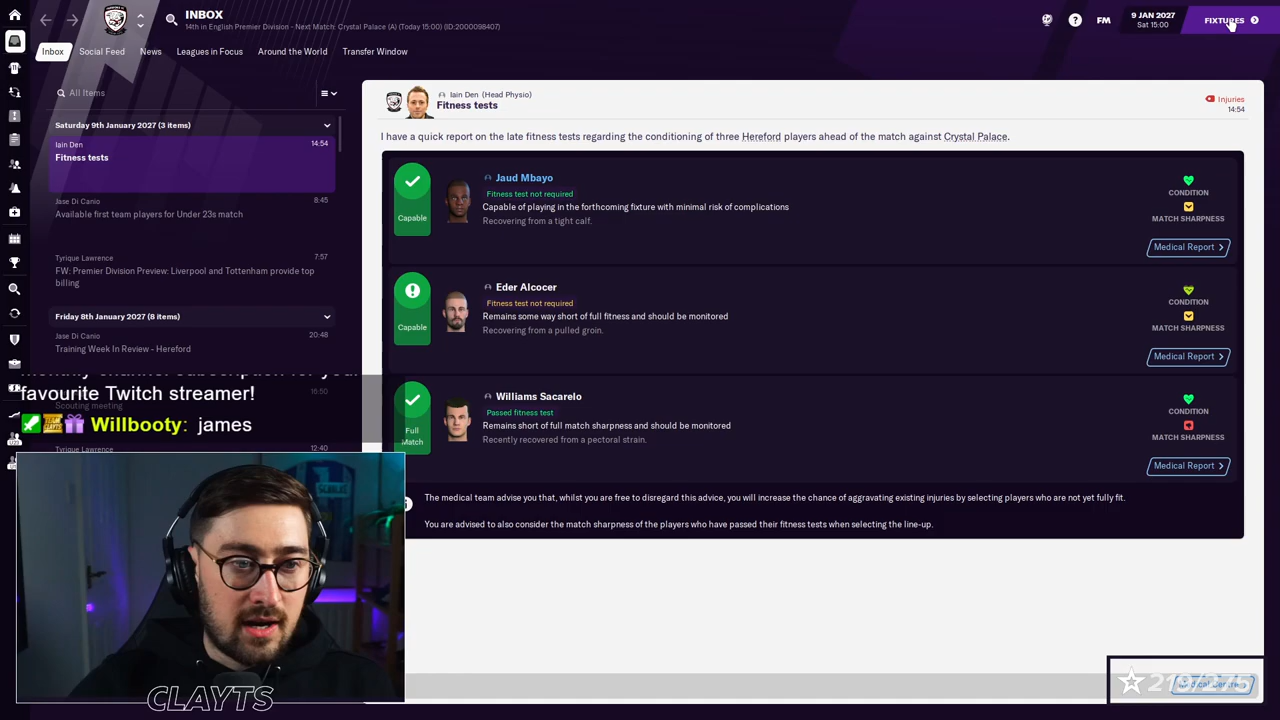 INBOX
14th in English Premier Division - Next Match: Crystal Palace (A) (Today 15:00) (ID:2000098407)
FM
9 JAN 2027
Sat 15:00
FIXTURES
Inbox
Social Feed
News
Leagues in Focus
Around the World
Transfer Window
All Items
Saturday 9th January 2027 (3 items)
Iain Den
14:54
Fitness tests
Jase Di Canio
8:45
Available first team players for Under 23s match
Tyrique Lawrence
7:57
FW: Premier Division Preview: Liverpool and Tottenham provide top
billing
Friday 8th January 2027 (8 items)
Jase Di Canio
20:48
Training Week In Review - Hereford
monthly channel subscription for your
favourite Twitch streamer!
Scouting meeting
Willbooty: james
Tyrique Lawrence
12:40
Iain Den (Head Physio)
Fitness tests
Injuries
14:54
I have a quick report on the late fitness tests regarding the conditioning of three Hereford players ahead of the match against Crystal Palace.
Capable
Jaud Mbayo
Fitness test not required
Capable of playing in the forthcoming fixture with minimal risk of complications
Recovering from a tight calf.
CONDITION
MATCH SHARPNESS
Medical Report
Capable
Eder Alcocer
Fitness test not required
Remains some way short of full fitness and should be monitored
Recovering from a pulled groin.
CONDITION
MATCH SHARPNESS
Medical Report
Full
Match
Williams Sacarelo
Passed fitness test
Remains short of full match sharpness and should be monitored
Recently recovered from a pectoral strain.
CONDITION
MATCH SHARPNESS
Medical Report
The medical team advise you that, whilst you are free to disregard this advice, you will increase the chance of aggravating existing injuries by selecting players who are not yet fully fit.
You are advised to also consider the match sharpness of the players who have passed their fitness tests when selecting the line-up.
CLAYTS